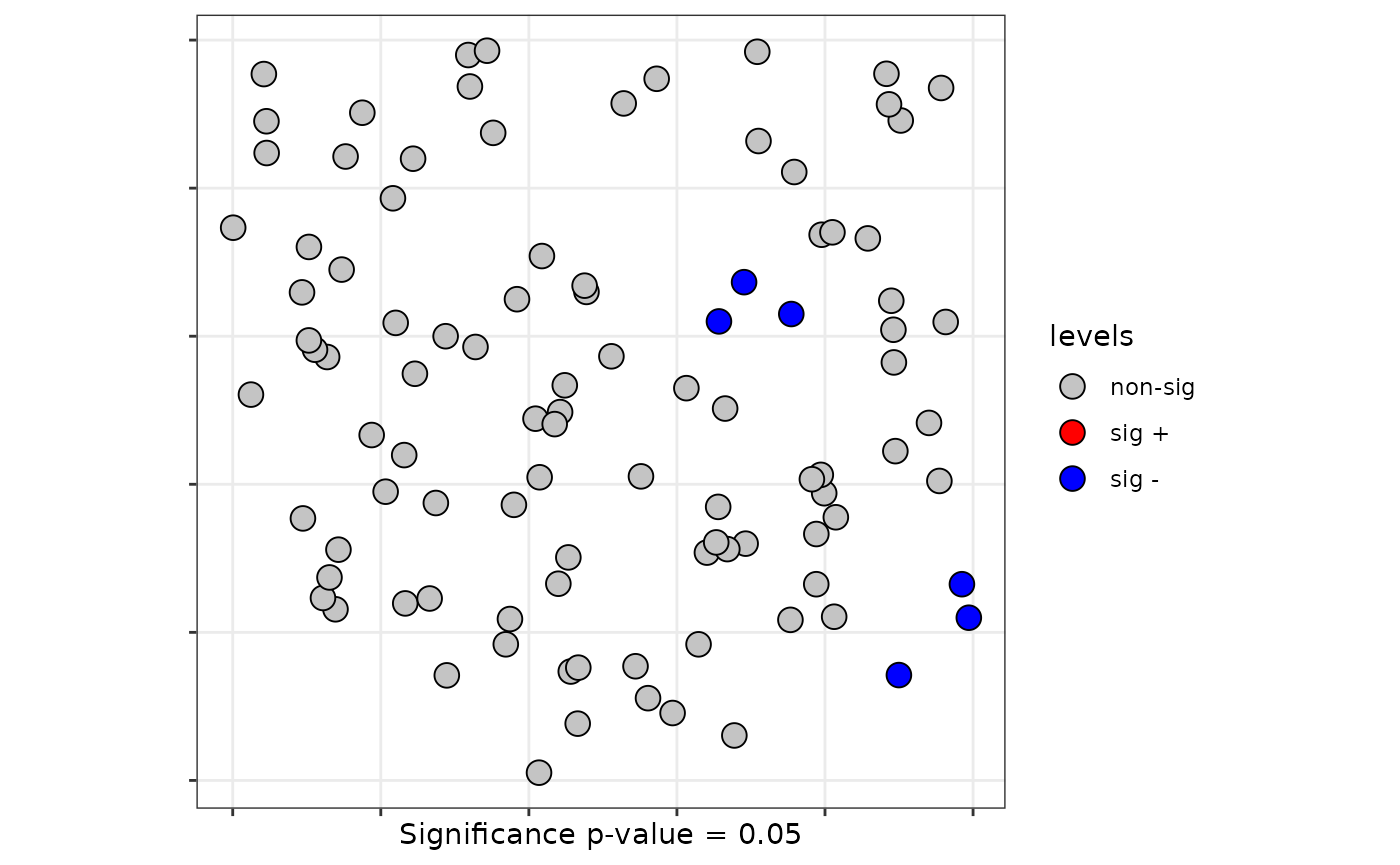 levels
non-sig
sig +
sig -
Significance p-value = 0.05